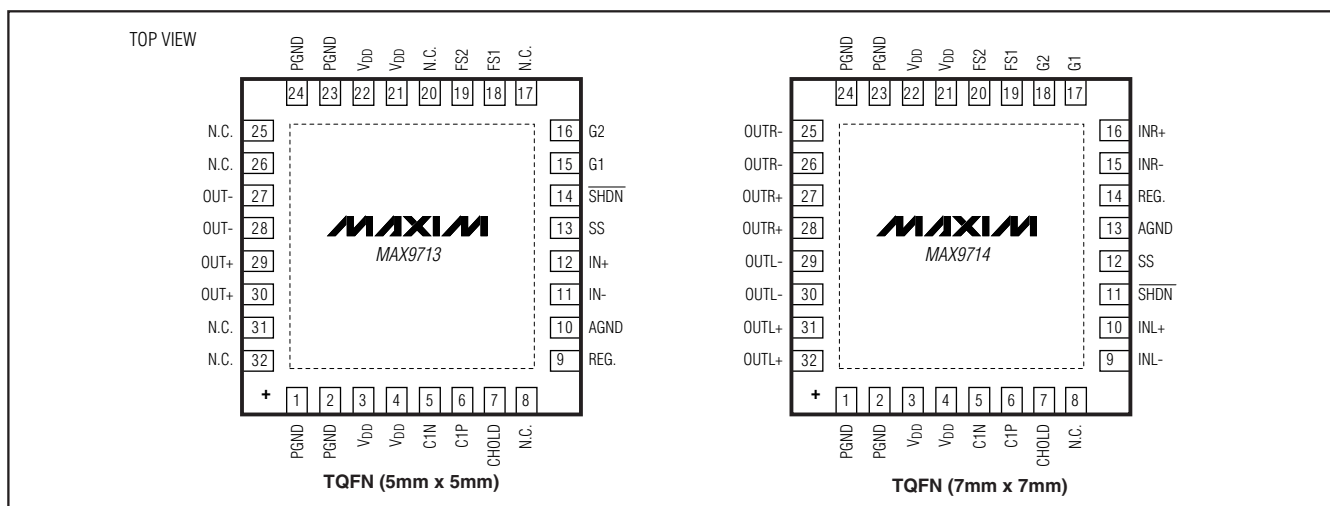 TOP VIEW
PGND PGND VDD VDD N.C. FS2 FS1 N.C.
24 23 22 21 20 19 18 17
N.C. 25
N.C. 26
OUT- 27
OUT- 28
OUT+ 29
OUT+ 30
N.C. 31
N.C. 32
MAXIM
MAX9713
16 G2
15 G1
14 SHDN
13 SS
12 IN+
11 IN-
10 AGND
9 REG.
+ 1 2 3 4 5 6 7 8
PGND PGND VDD VDD C1N C1P CHOLD N.C.
TQFN (5mm x 5mm)
PGND PGND VDD VDD FS2 FS1 G2 G1
24 23 22 21 20 19 18 17
OUTR- 25
OUTR- 26
OUTR+ 27
OUTR+ 28
OUTL- 29
OUTL- 30
OUTL+ 31
OUTL+ 32
MAXIM
MAX9714
16 INR+
15 INR-
14 REG.
13 AGND
12 SS
11 SHDN
10 INL+
9 INL-
+ 1 2 3 4 5 6 7 8
PGND PGND VDD VDD C1N C1P CHOLD N.C.
TQFN (7mm x 7mm)